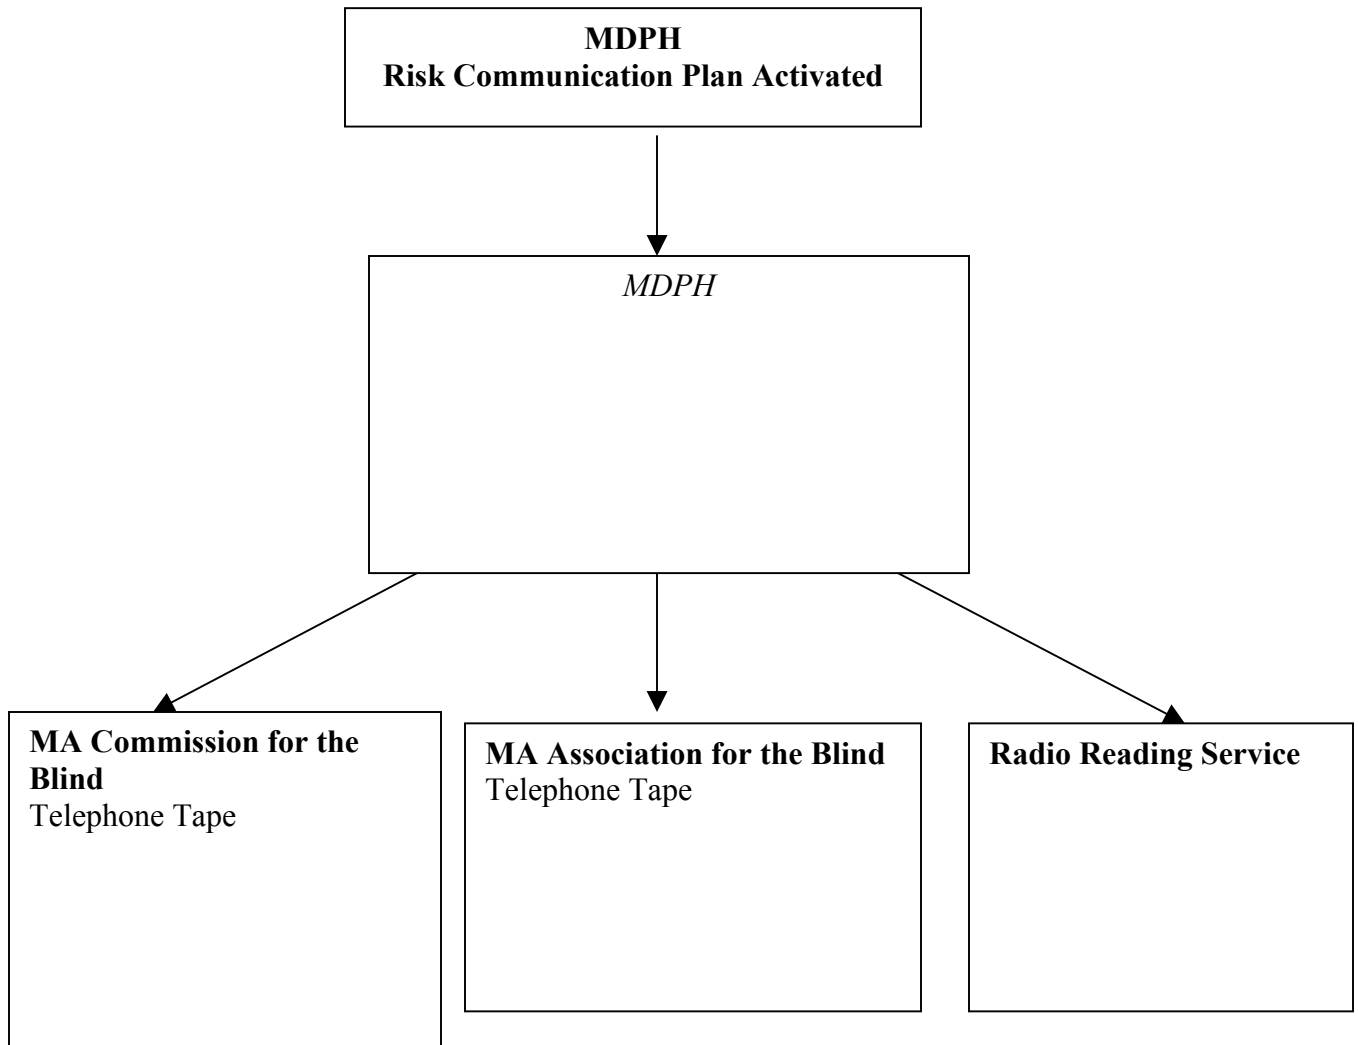 MDPH
Risk Communication Plan Activated
MDPH
MA Commission for the
Blind
Telephone Tape
MA Association for the Blind
Telephone Tape
Radio Reading Service